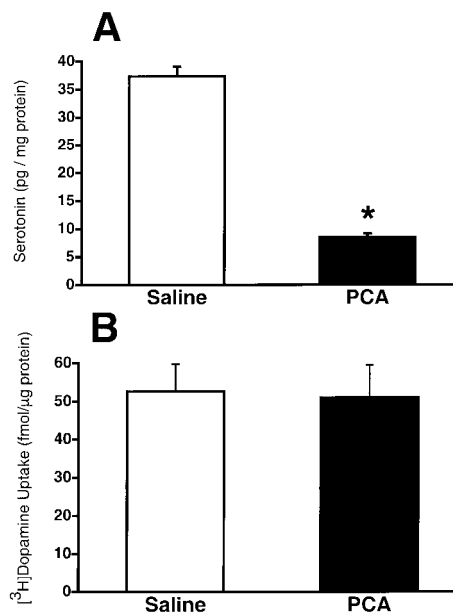 A
Serotonin (pg / mg protein)
40
35
30
25
20
15
10
5
0
*
Saline PCA
B
[³H]Dopamine Uptake (fmol/µg protein)
60
50
40
30
20
10
0
Saline PCA